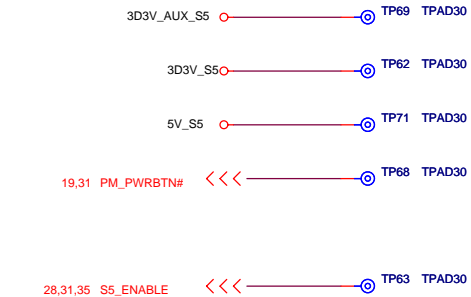 3D3V_AUX_S5 TP69 TPAD30
3D3V_S5 TP62 TPAD30
5V_S5 TP71 TPAD30
19,31 PM_PWRBTN# TP68 TPAD30
28,31,35 S5_ENABLE TP63 TPAD30